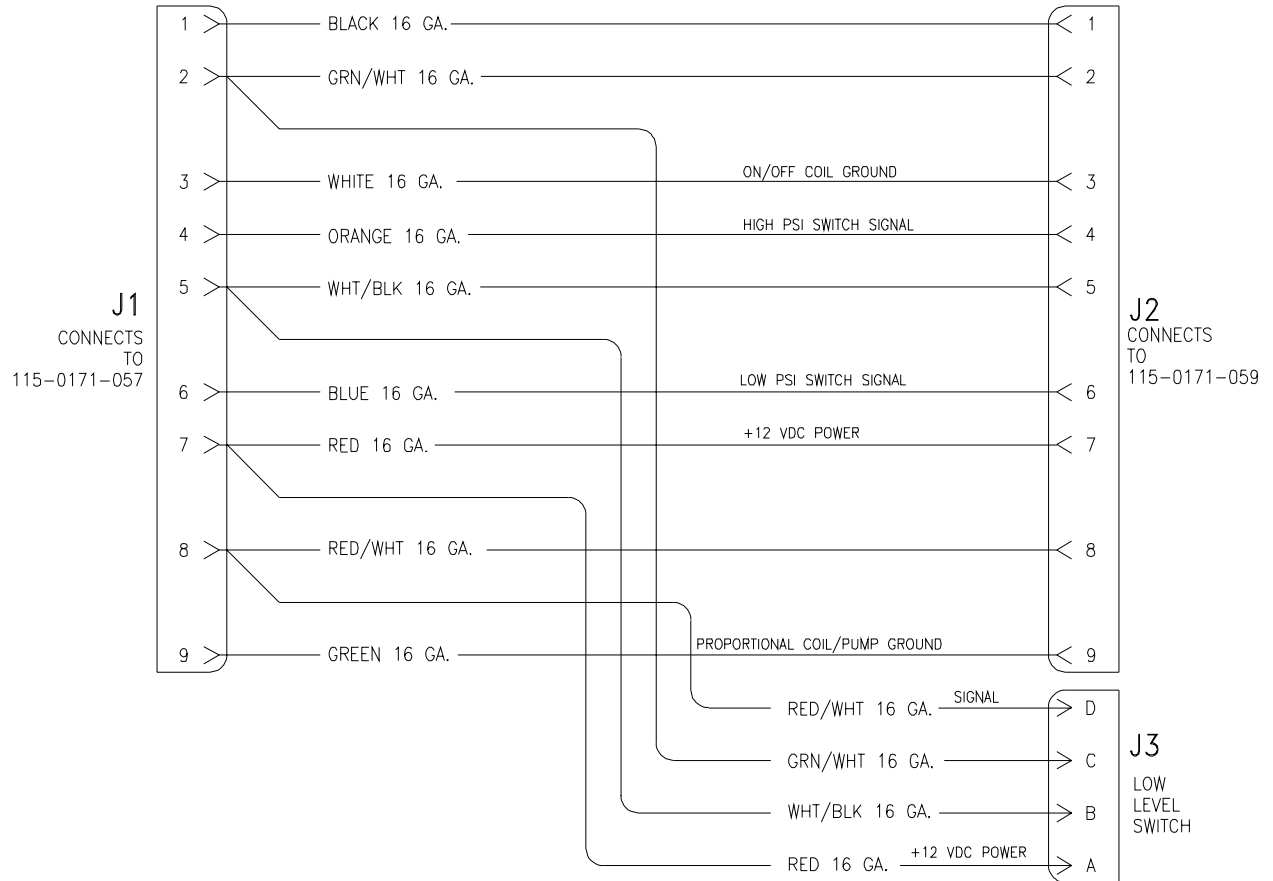 1 BLACK 16 GA. 1
2 GRN/WHT 16 GA. 2
3 WHITE 16 GA. ON/OFF COIL GROUND 3
4 ORANGE 16 GA. HIGH PSI SWITCH SIGNAL 4
5 WHT/BLK 16 GA. 5
J1
CONNECTS
TO
115-0171-057
J2
CONNECTS
TO
115-0171-059
6 BLUE 16 GA. LOW PSI SWITCH SIGNAL 6
7 RED 16 GA. +12 VDC POWER 7
8 RED/WHT 16 GA. 8
9 GREEN 16 GA. PROPORTIONAL COIL/PUMP GROUND 9
RED/WHT 16 GA. SIGNAL D
GRN/WHT 16 GA. C
WHT/BLK 16 GA. B
RED 16 GA. +12 VDC POWER A
J3
LOW
LEVEL
SWITCH